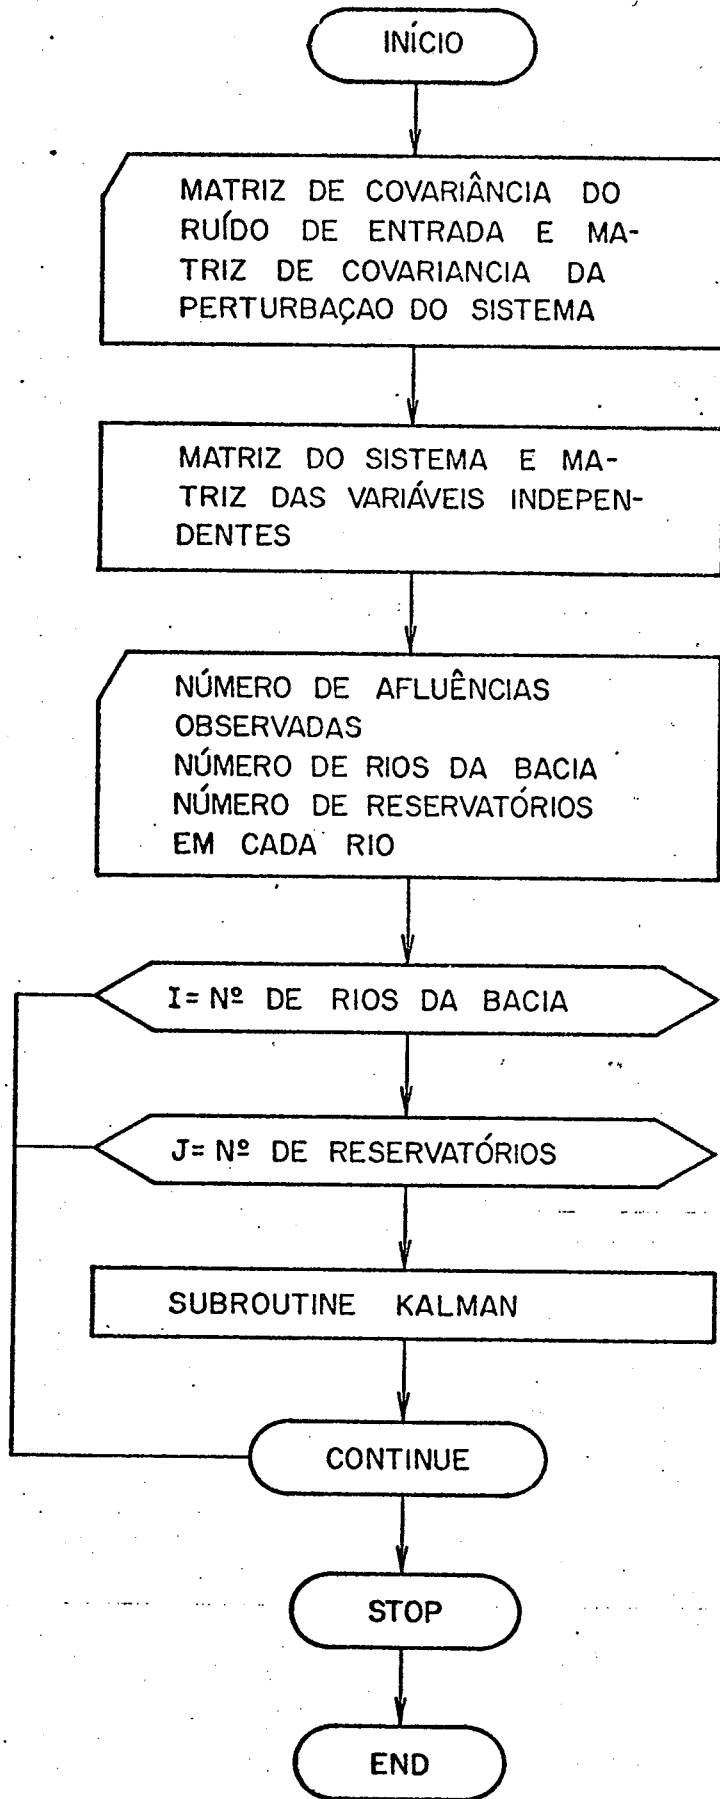 INÍCIO
MATRIZ DE COVARIÂNCIA DO
RUÍDO DE ENTRADA E MA-
TRIZ DE COVARIANCIA DA
PERTURBAÇAO DO SISTEMA
MATRIZ DO SISTEMA E MA-
TRIZ DAS VARIÁVEIS INDEPEN-
DENTES
NÚMERO DE AFLUÊNCIAS
OBSERVADAS
NÚMERO DE RIOS DA BACIA
NÚMERO DE RESERVATÓRIOS
EM CADA RIO
I= Nº DE RIOS DA BACIA
J= Nº DE RESERVATÓRIOS
SUBROUTINE KALMAN
CONTINUE
STOP
END